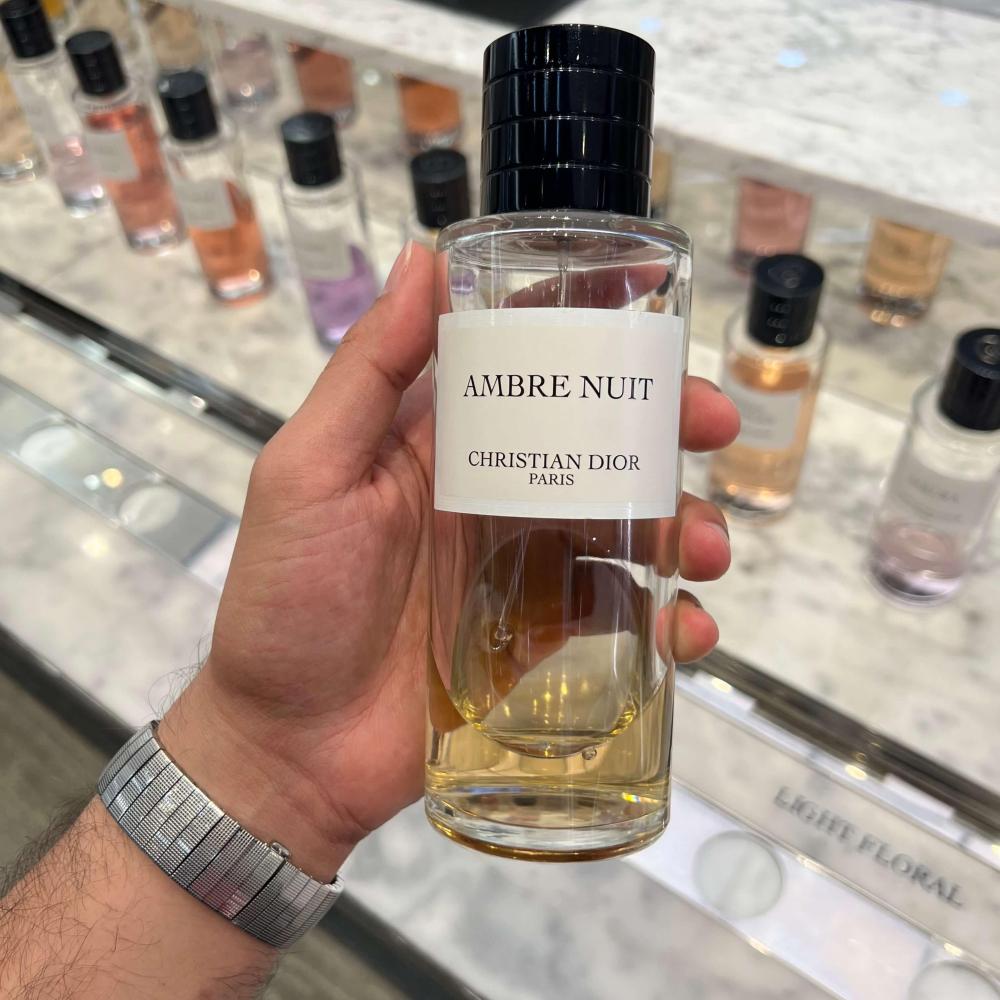 AMBRE NUIT
CHRISTIAN DIOR
PARIS
LIGHT FLORAL